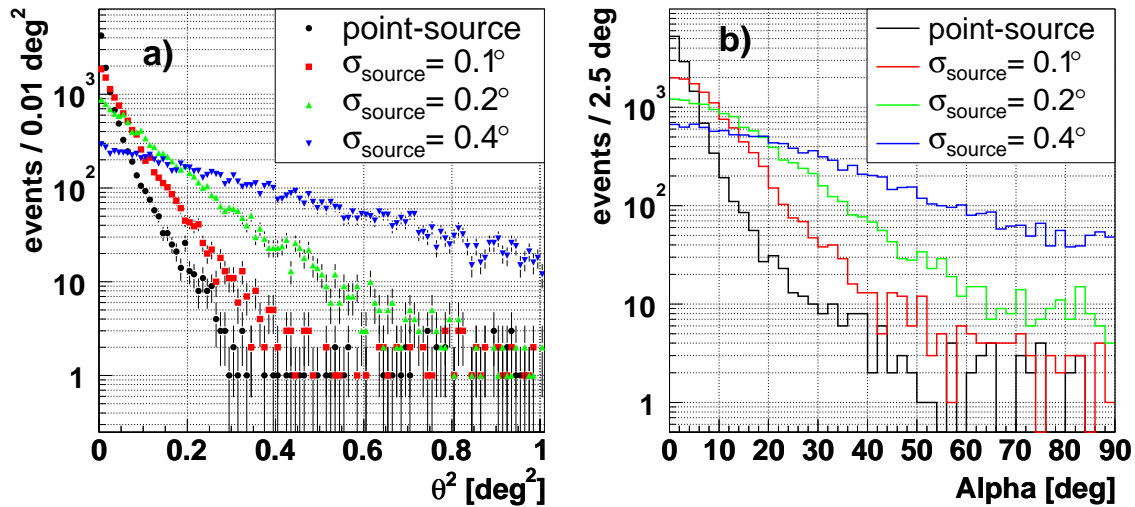 a)
point-source
σsource= 0.1°
σsource= 0.2°
σsource= 0.4°
events / 0.01 deg²
10³
10²
10
1
0 0.2 0.4 0.6 0.8 1
θ² [deg²]
b)
point-source
σsource= 0.1°
σsource= 0.2°
σsource= 0.4°
events / 2.5 deg
10³
10²
10
1
0 10 20 30 40 50 60 70 80 90
Alpha [deg]